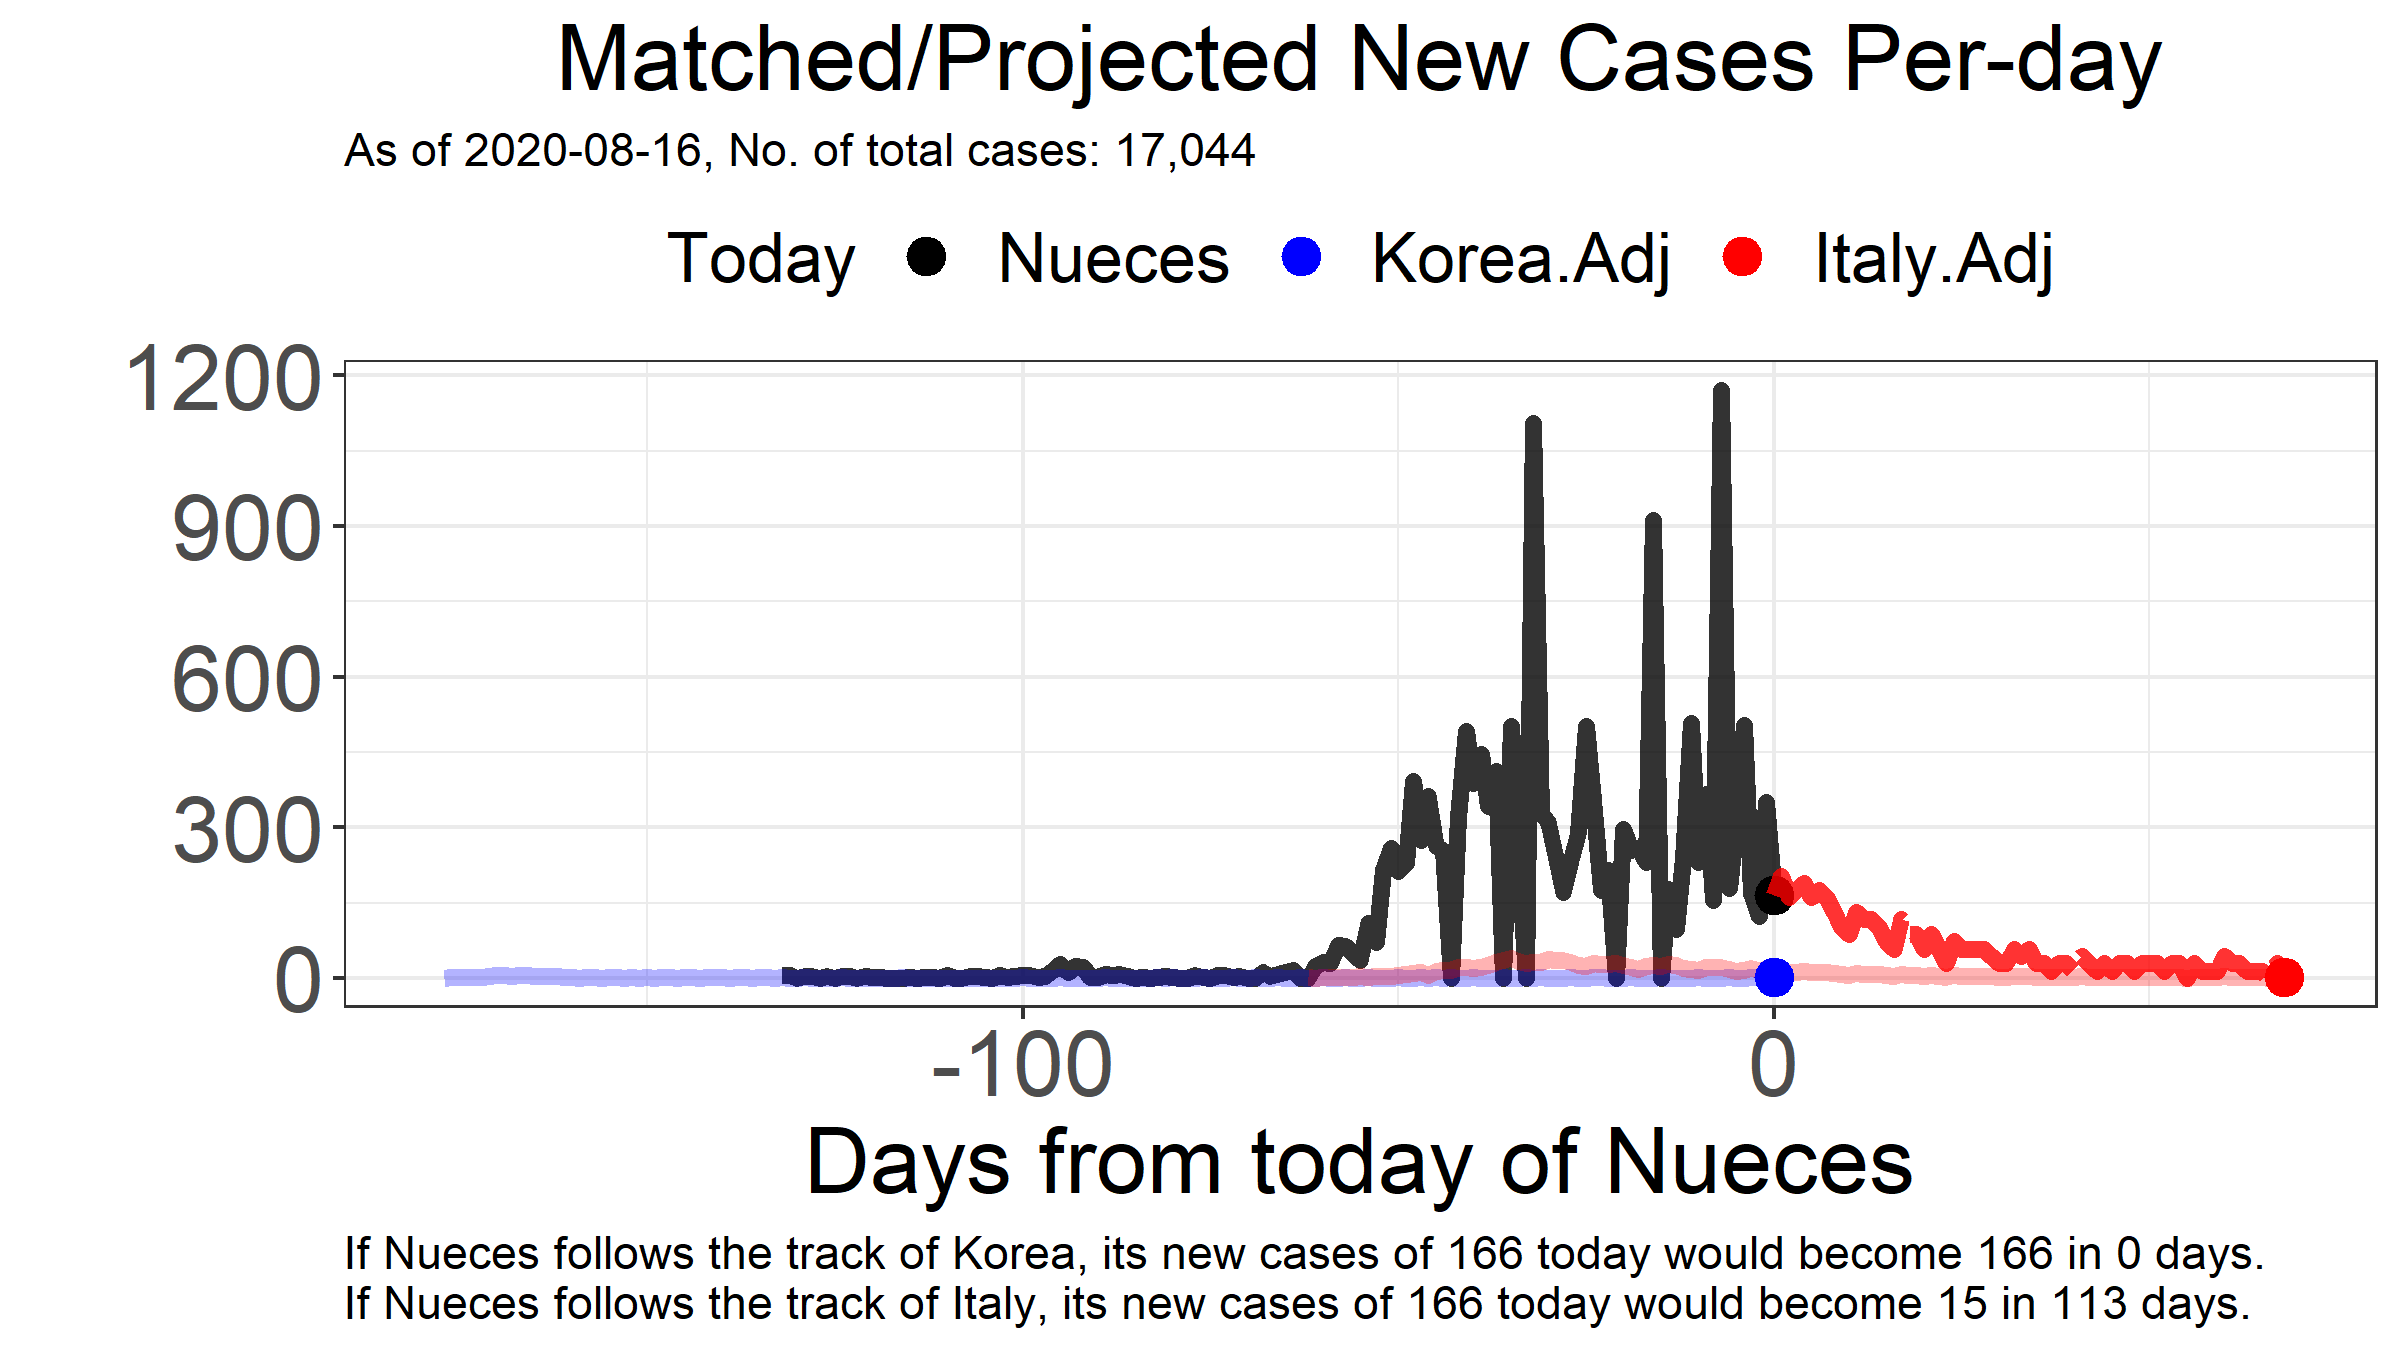 Matched/Projected New Cases Per-day
As of 2020-08-16, No. of total cases: 17,044
Today Nueces Korea.Adj Italy.Adj
1200
900
600
300
0
-100 0
Days from today of Nueces
If Nueces follows the track of Korea, its new cases of 166 today would become 166 in 0 days.
If Nueces follows the track of Italy, its new cases of 166 today would become 15 in 113 days.